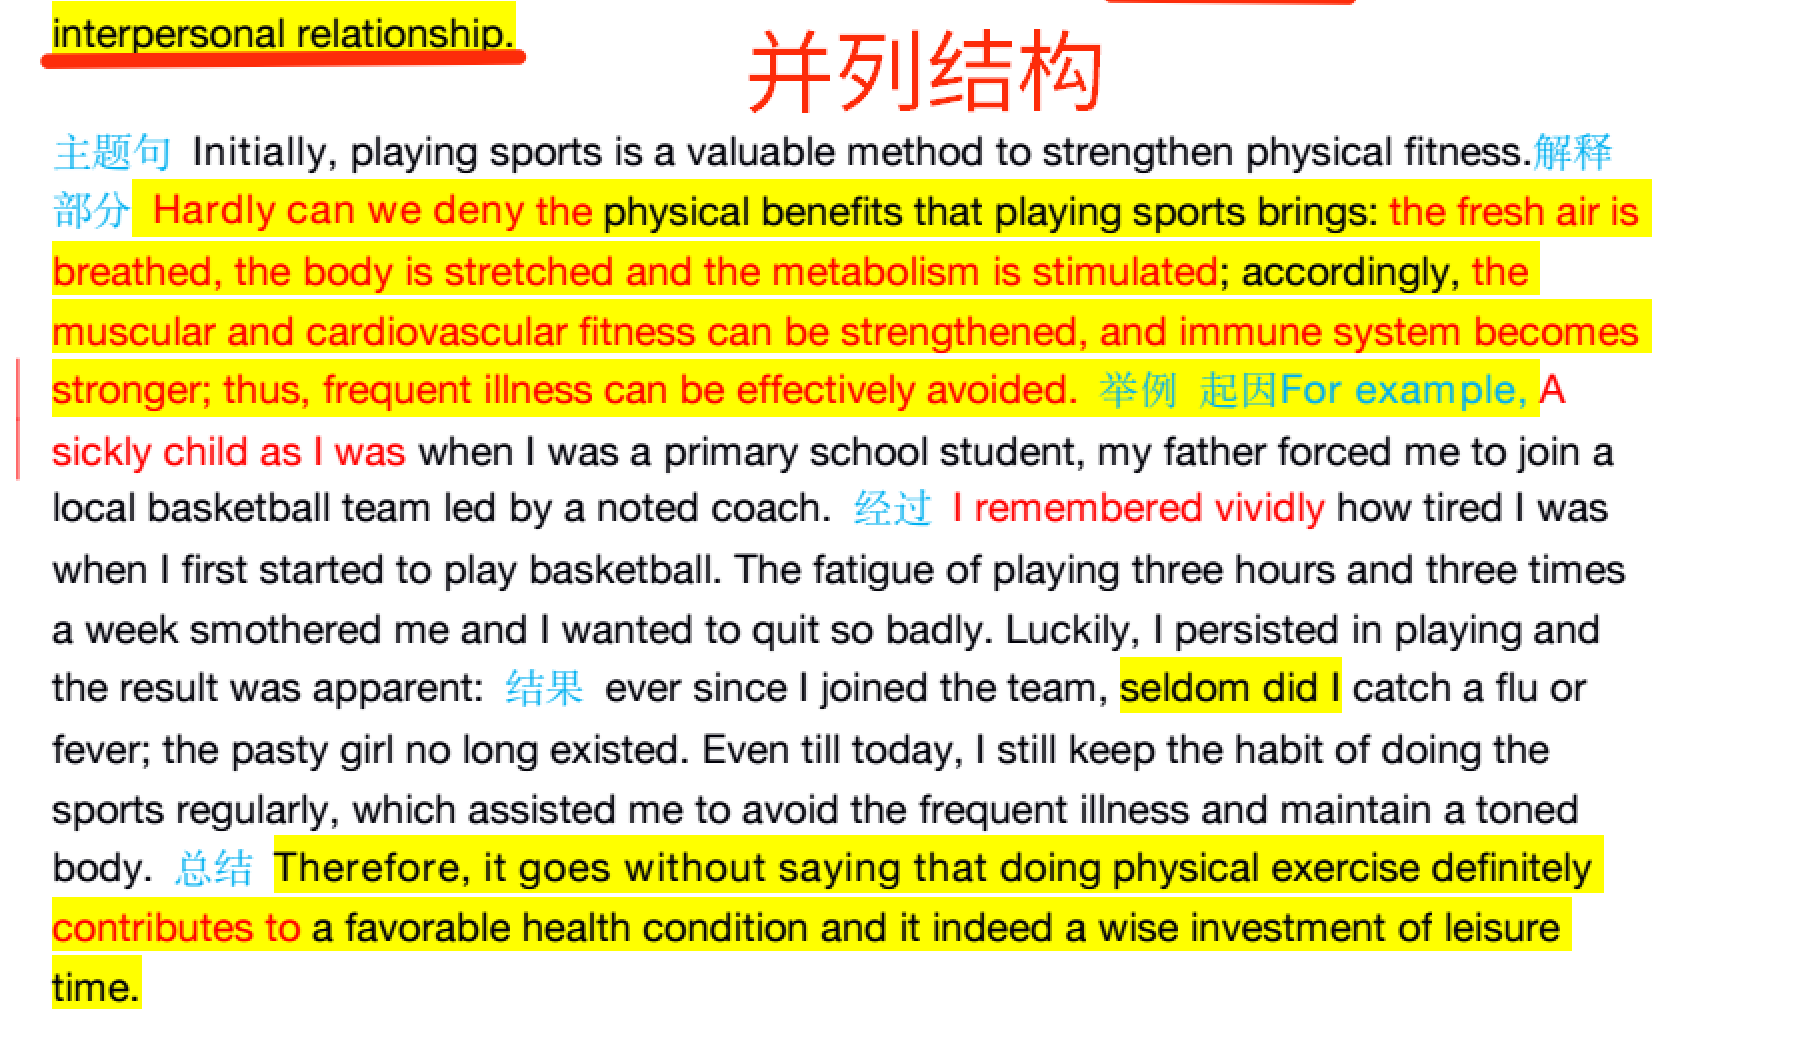 interpersonal relationship.
并列结构
主题句 Initially, playing sports is a valuable method to strengthen physical fitness.解释
部分 Hardly can we deny the physical benefits that playing sports brings: the fresh air is
breathed, the body is stretched and the metabolism is stimulated; accordingly, the
muscular and cardiovascular fitness can be strengthened, and immune system becomes
stronger; thus, frequent illness can be effectively avoided. 举例 起因For example, A
sickly child as I was when I was a primary school student, my father forced me to join a
local basketball team led by a noted coach. 经过 I remembered vividly how tired I was
when I first started to play basketball. The fatigue of playing three hours and three times
a week smothered me and I wanted to quit so badly. Luckily, I persisted in playing and
the result was apparent: 结果 ever since I joined the team, seldom did I catch a flu or
fever; the pasty girl no long existed. Even till today, I still keep the habit of doing the
sports regularly, which assisted me to avoid the frequent illness and maintain a toned
body. 总结 Therefore, it goes without saying that doing physical exercise definitely
contributes to a favorable health condition and it indeed a wise investment of leisure
time.